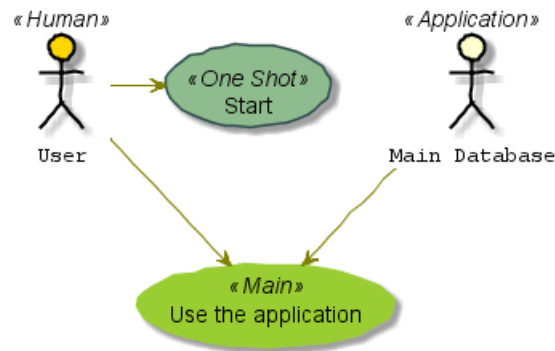 «Human»
«Application»
«One Shot»
Start
User
Main Database
«Main»
Use the application